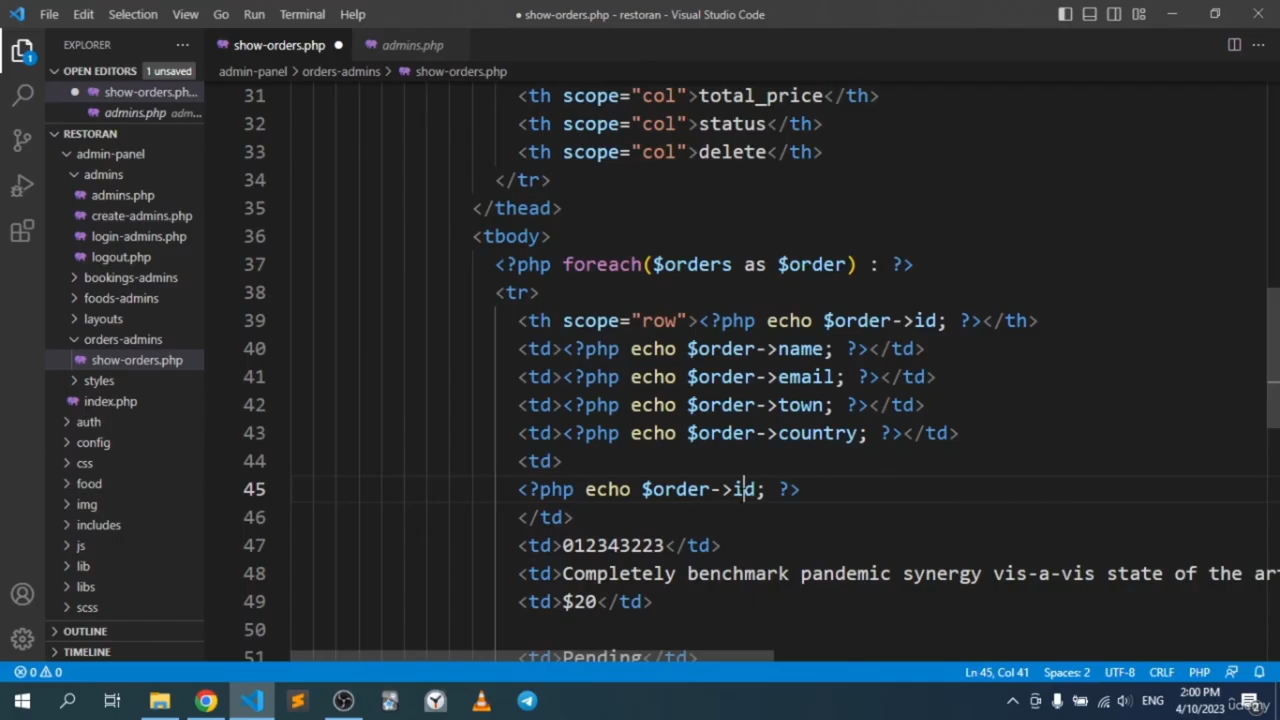 File Edit Selection View Go Run Terminal Help
● show-orders.php - restoran - Visual Studio Code
EXPLORER
show-orders.php
admins.php
OPEN EDITORS 1 unsaved
admin-panel > orders-admins > show-orders.php
show-orders.ph...
admins.php adm...
RESTORAN
admin-panel
admins
admins.php
create-admins.php
login-admins.php
logout.php
bookings-admins
foods-admins
layouts
orders-admins
show-orders.php
styles
index.php
auth
config
css
food
img
includes
js
lib
libs
scss
OUTLINE
TIMELINE
31 <th scope="col">total_price</th>
32 <th scope="col">status</th>
33 <th scope="col">delete</th>
34 </tr>
35 </thead>
36 <tbody>
37 <?php foreach($orders as $order) : ?>
38 <tr>
39 <th scope="row"><?php echo $order->id; ?></th>
40 <td><?php echo $order->name; ?></td>
41 <td><?php echo $order->email; ?></td>
42 <td><?php echo $order->town; ?></td>
43 <td><?php echo $order->country; ?></td>
44 <td>
45 <?php echo $order->id; ?>
46 </td>
47 <td>012343223</td>
48 <td>Completely benchmark pandemic synergy vis-a-vis state of the ar
49 <td>$20</td>
50
51 <td>Pending</td>
0 0
Ln 45, Col 41 Spaces: 2 UTF-8 CRLF PHP
ENG
2:00 PM
4/10/2023
Udemy